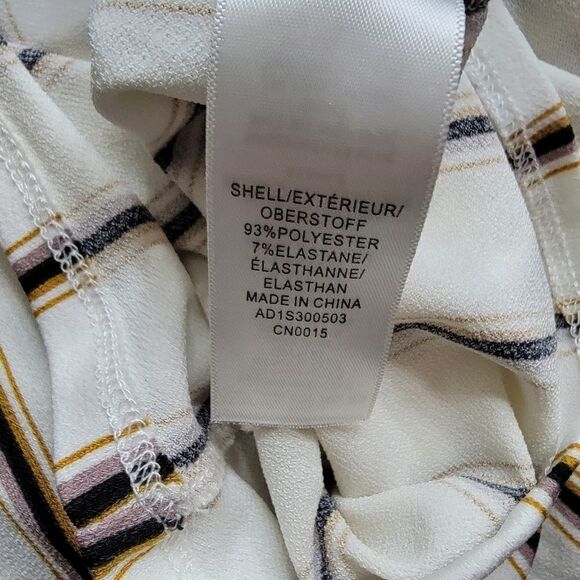 SHELL/EXTÉRIEUR/
OBERSTOFF
93%POLYESTER
7%ELASTANE/
ÉLASTHANNE/
ELASTHAN
MADE IN CHINA
AD1S300503
CN0015